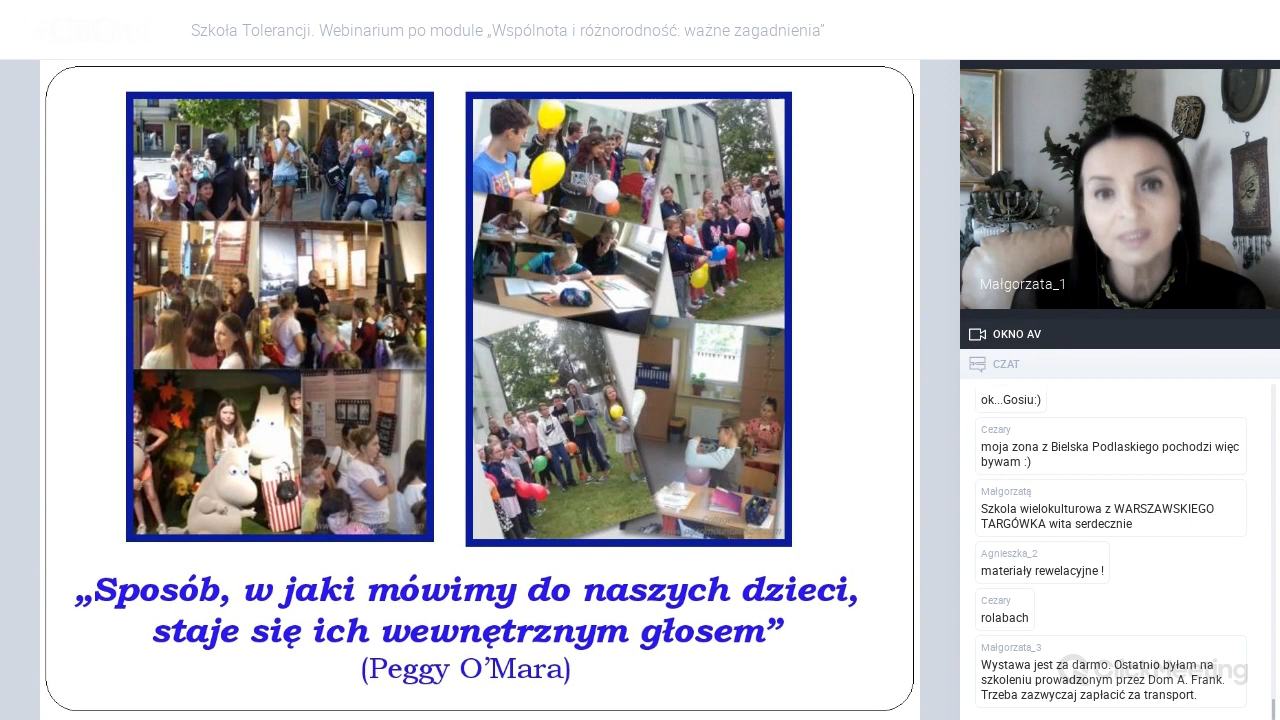 Szkoła Tolerancji. Webinarium po module „Wspólnota i różnorodność: ważne zagadnienia”
„Sposób, w jaki mówimy do naszych dzieci,
staje się ich wewnętrznym głosem”
(Peggy O’Mara)
Małgorzata_1
OKNO AV
CZAT
ok...Gosiu:)
Cezary
moja zona z Bielska Podlaskiego pochodzi więc
bywam :)
Małgorzatą
Szkola wielokulturowa z WARSZAWSKIEGO
TARGÓWKA wita serdecznie
Agnieszka_2
materiały rewelacyjne !
Cezary
rolabach
Małgorzata_3
Wystawa jest za darmo. Ostatnio byłam na
szkoleniu prowadzonym przez Dom A. Frank.
Trzeba zazwyczaj zapłacić za transport.